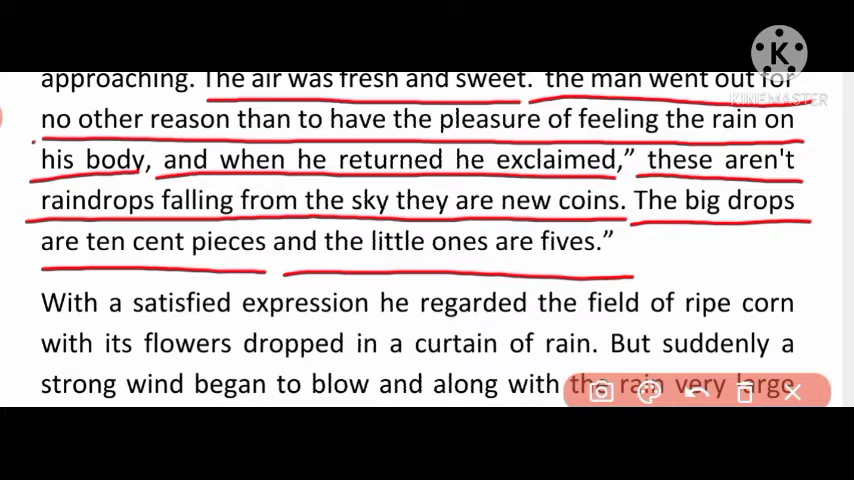 approaching. The air was fresh and sweet. the man went out for
no other reason than to have the pleasure of feeling the rain on
his body, and when he returned he exclaimed,” these aren't
raindrops falling from the sky they are new coins. The big drops
are ten cent pieces and the little ones are fives.”
With a satisfied expression he regarded the field of ripe corn
with its flowers dropped in a curtain of rain. But suddenly a
strong wind began to blow and along with the rain very large
K
KINEMASTER